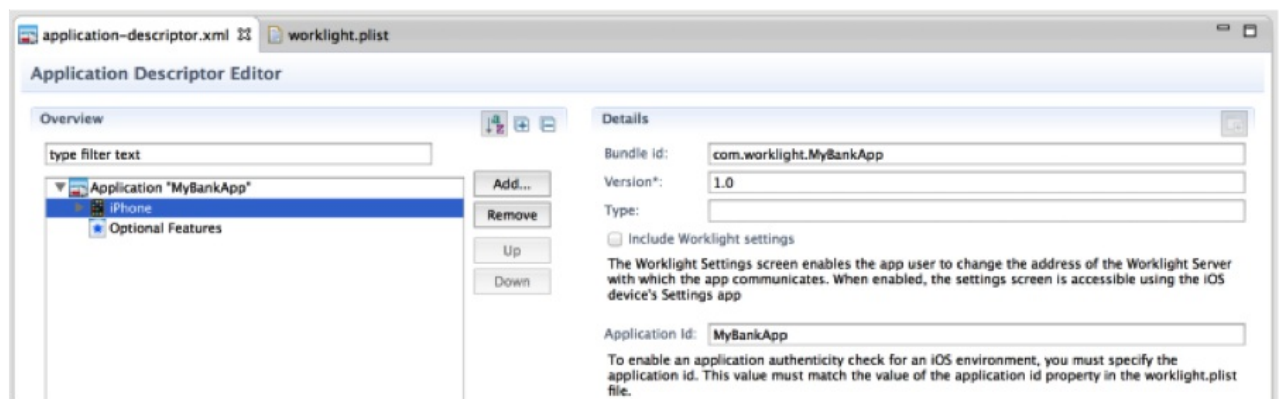 application-descriptor.xml worklight.plist
Application Descriptor Editor
Overview
type filter text
Application "MyBankApp"
iPhone
Optional Features
Add...
Remove
Up
Down
Details
Bundle id: com.worklight.MyBankApp
Version*: 1.0
Type:
Include Worklight settings
The Worklight Settings screen enables the app user to change the address of the Worklight Server
with which the app communicates. When enabled, the settings screen is accessible using the iOS
device's Settings app
Application Id: MyBankApp
To enable an application authenticity check for an iOS environment, you must specify the
application id. This value must match the value of the application id property in the worklight.plist
file.